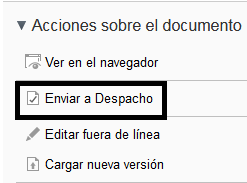 Acciones sobre el documento
Ver en el navegador
Enviar a Despacho
Editar fuera de línea
Cargar nueva versión